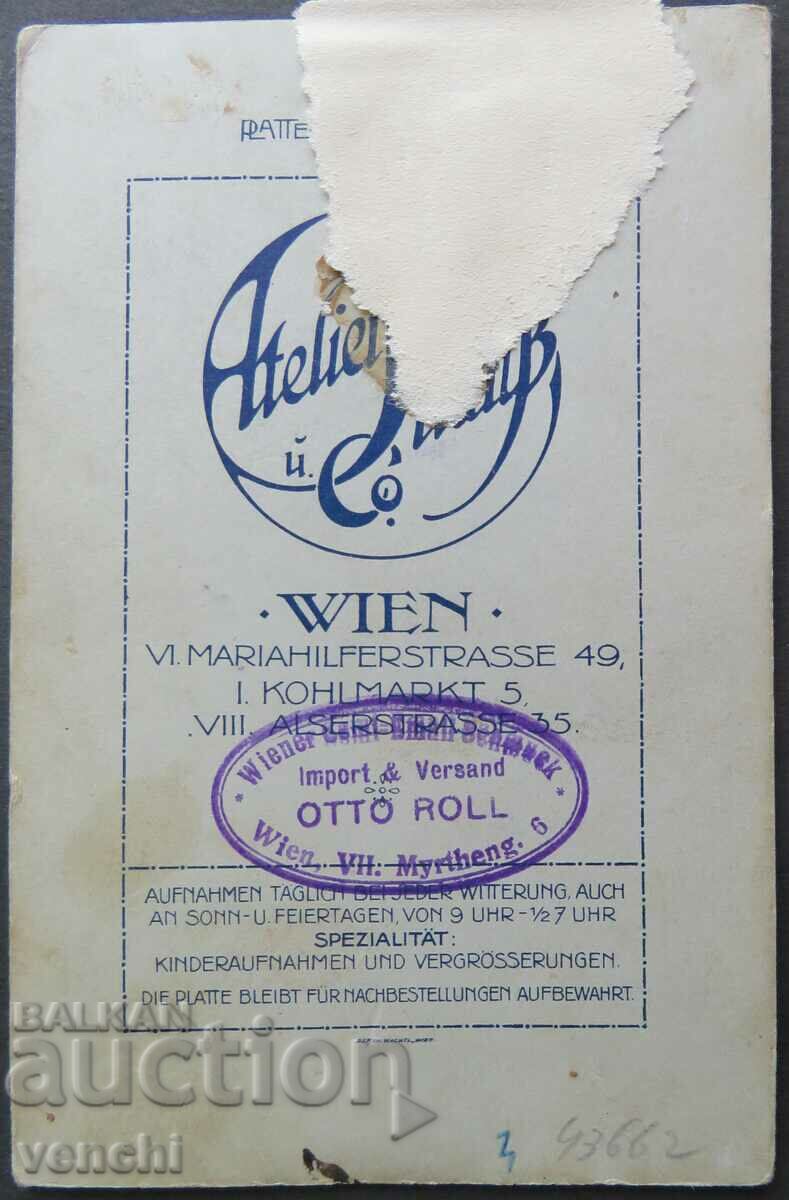 PLATTE
Atelier
u. Co.
· WIEN ·
VI. MARIAHILFERSTRASSE 49,
I. KOHLMARKT 5,
VIII. ALSERSTRASSE 35.
* Wiener Schmuck *
Import & Versand
OTTO ROLL
Wien, VII. Myrtheng. 6
AUFNAHMEN TÄGLICH BEI JEDER WITTERUNG, AUCH
AN SONN- U. FEIERTAGEN, VON 9 UHR - ½ 7 UHR
SPEZIALITÄT:
KINDERAUFNAHMEN UND VERGRÖSSERUNGEN.
DIE PLATTE BLEIBT FÜR NACHBESTELLUNGEN AUFBEWAHRT.
BALKAN
auction
venchi
43662